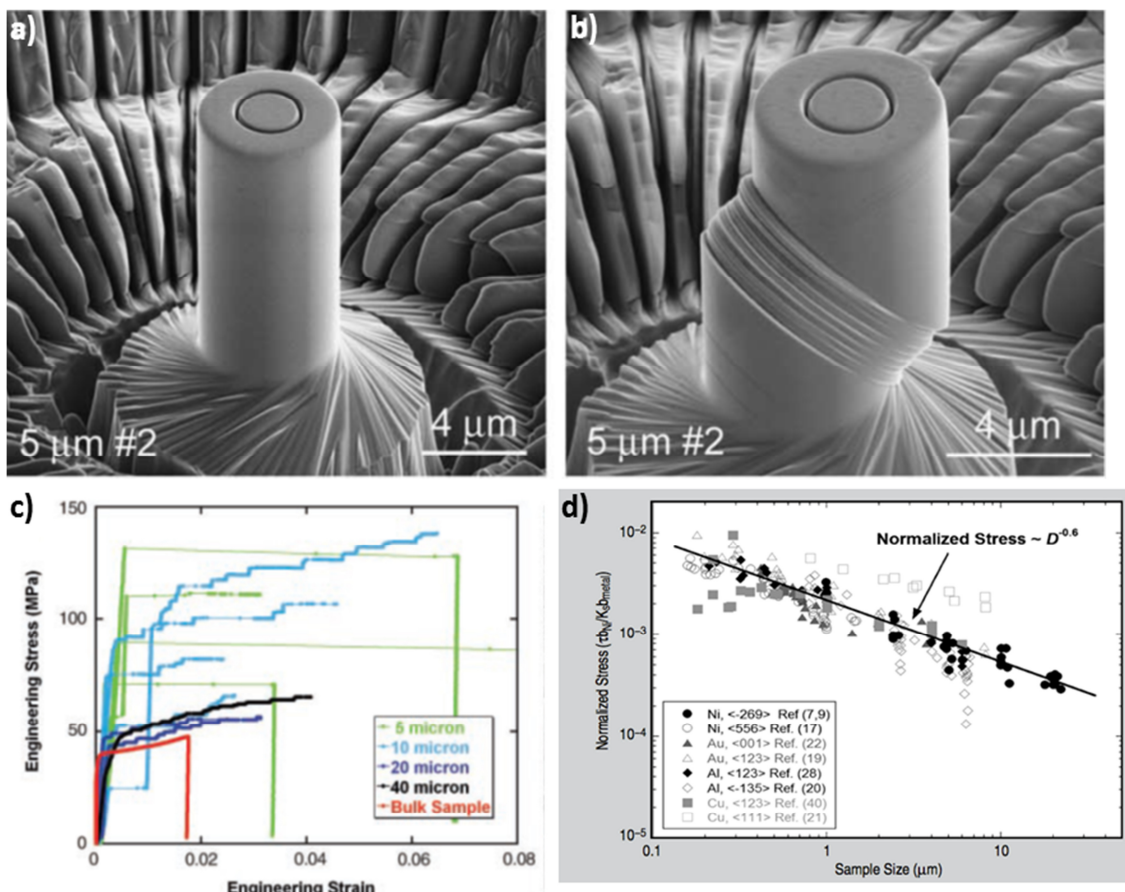 a)
5 µm #2
4 µm
b)
5 µm #2
4 µm
c)
150
100
50
0
Engineering Stress (MPa)
0
0.02
0.04
0.06
0.08
Engineering Strain
5 micron
10 micron
20 micron
40 micron
Bulk Sample
d)
Normalized Stress (τbNi/Ksbmetal)
10⁻²
10⁻³
10⁻⁴
10⁻⁵
Normalized Stress ~ D⁻⁰·⁶
Ni, <-269> Ref (7,9)
Ni, <556> Ref. (17)
Au, <001> Ref. (22)
Au, <123> Ref. (19)
Al, <123> Ref. (28)
Al, <-135> Ref. (20)
Cu, <123> Ref. (40)
Cu, <111> Ref. (21)
0.1
1
10
Sample Size (µm)